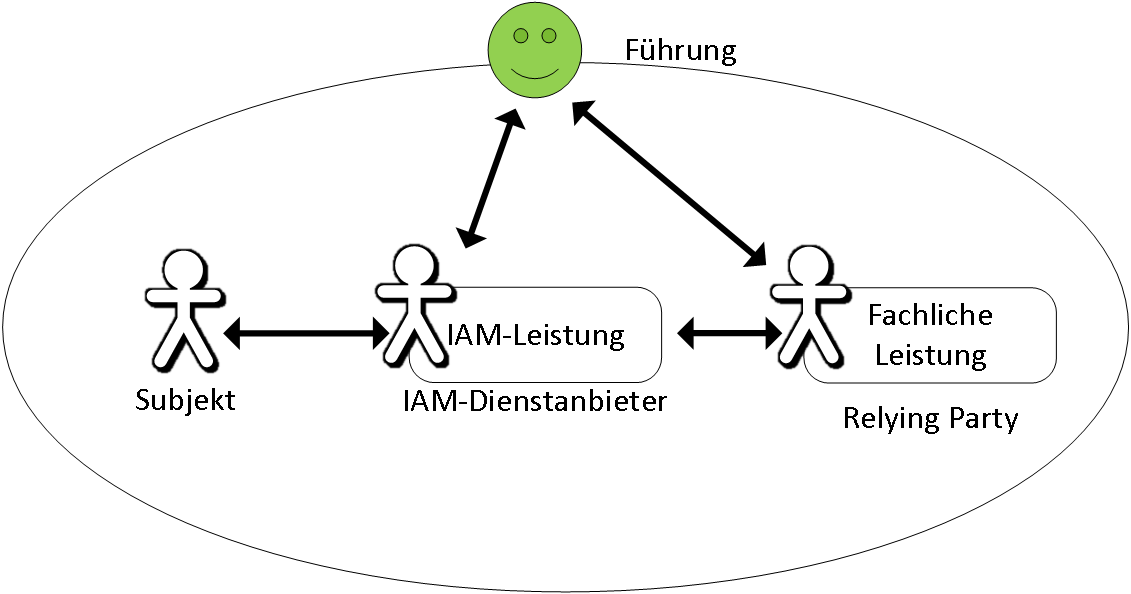 Führung
IAM-Leistung
Fachliche
Leistung
Subjekt
IAM-Dienstanbieter
Relying Party